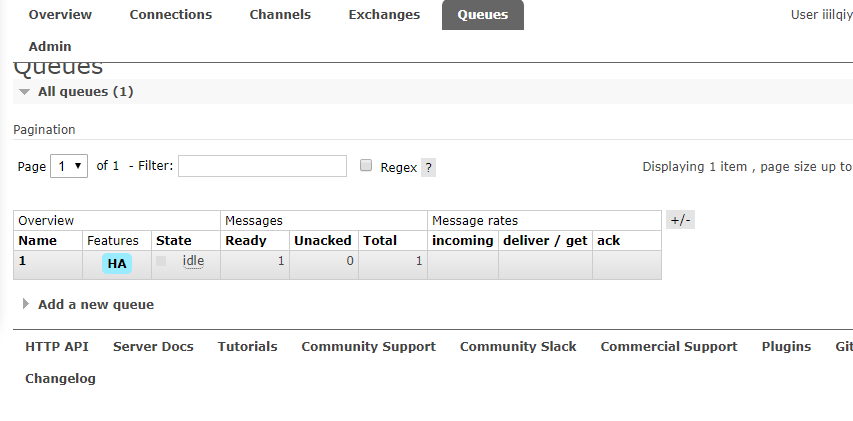 Overview Connections Channels Exchanges Queues User iiilqiy
Admin
Queues
All queues (1)
Pagination
Page 1 of 1 - Filter: Regex ? Displaying 1 item , page size up to
Overview Messages Message rates +/-
Name Features State Ready Unacked Total incoming deliver / get ack
1 HA idle 1 0 1
Add a new queue
HTTP API Server Docs Tutorials Community Support Community Slack Commercial Support Plugins Git
Changelog